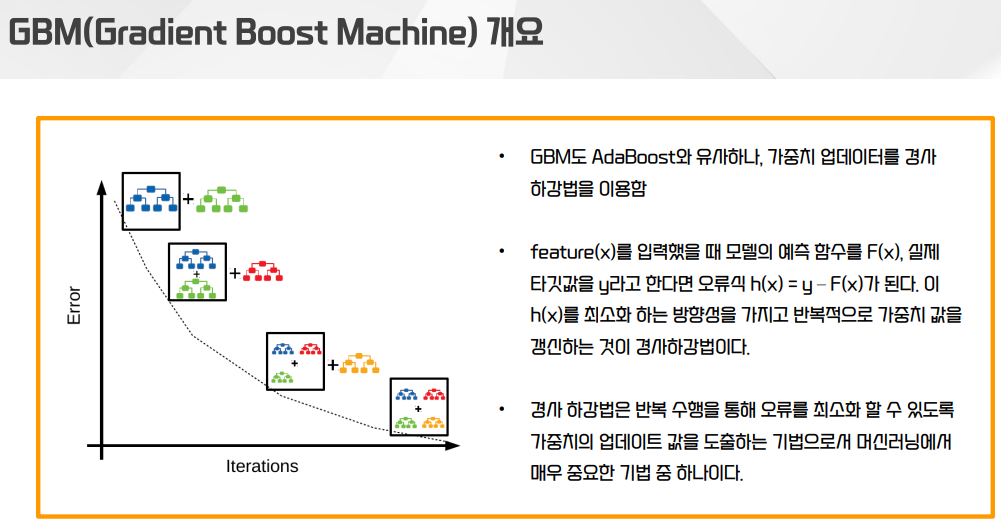 GBM(Gradient Boost Machine) 개요
• GBM도 AdaBoost와 유사하나, 가중치 업데이터를 경사
하강법을 이용함
• feature(x)를 입력했을 때 모델의 예측 함수를 F(x), 실제
타깃값을 y라고 한다면 오류식 h(x) = y – F(x)가 된다. 이
h(x)를 최소화 하는 방향성을 가지고 반복적으로 가중치 값을
갱신하는 것이 경사하강법이다.
• 경사 하강법은 반복 수행을 통해 오류를 최소화 할 수 있도록
가중치의 업데이트 값을 도출하는 기법으로서 머신러닝에서
매우 중요한 기법 중 하나이다.
Error
Iterations